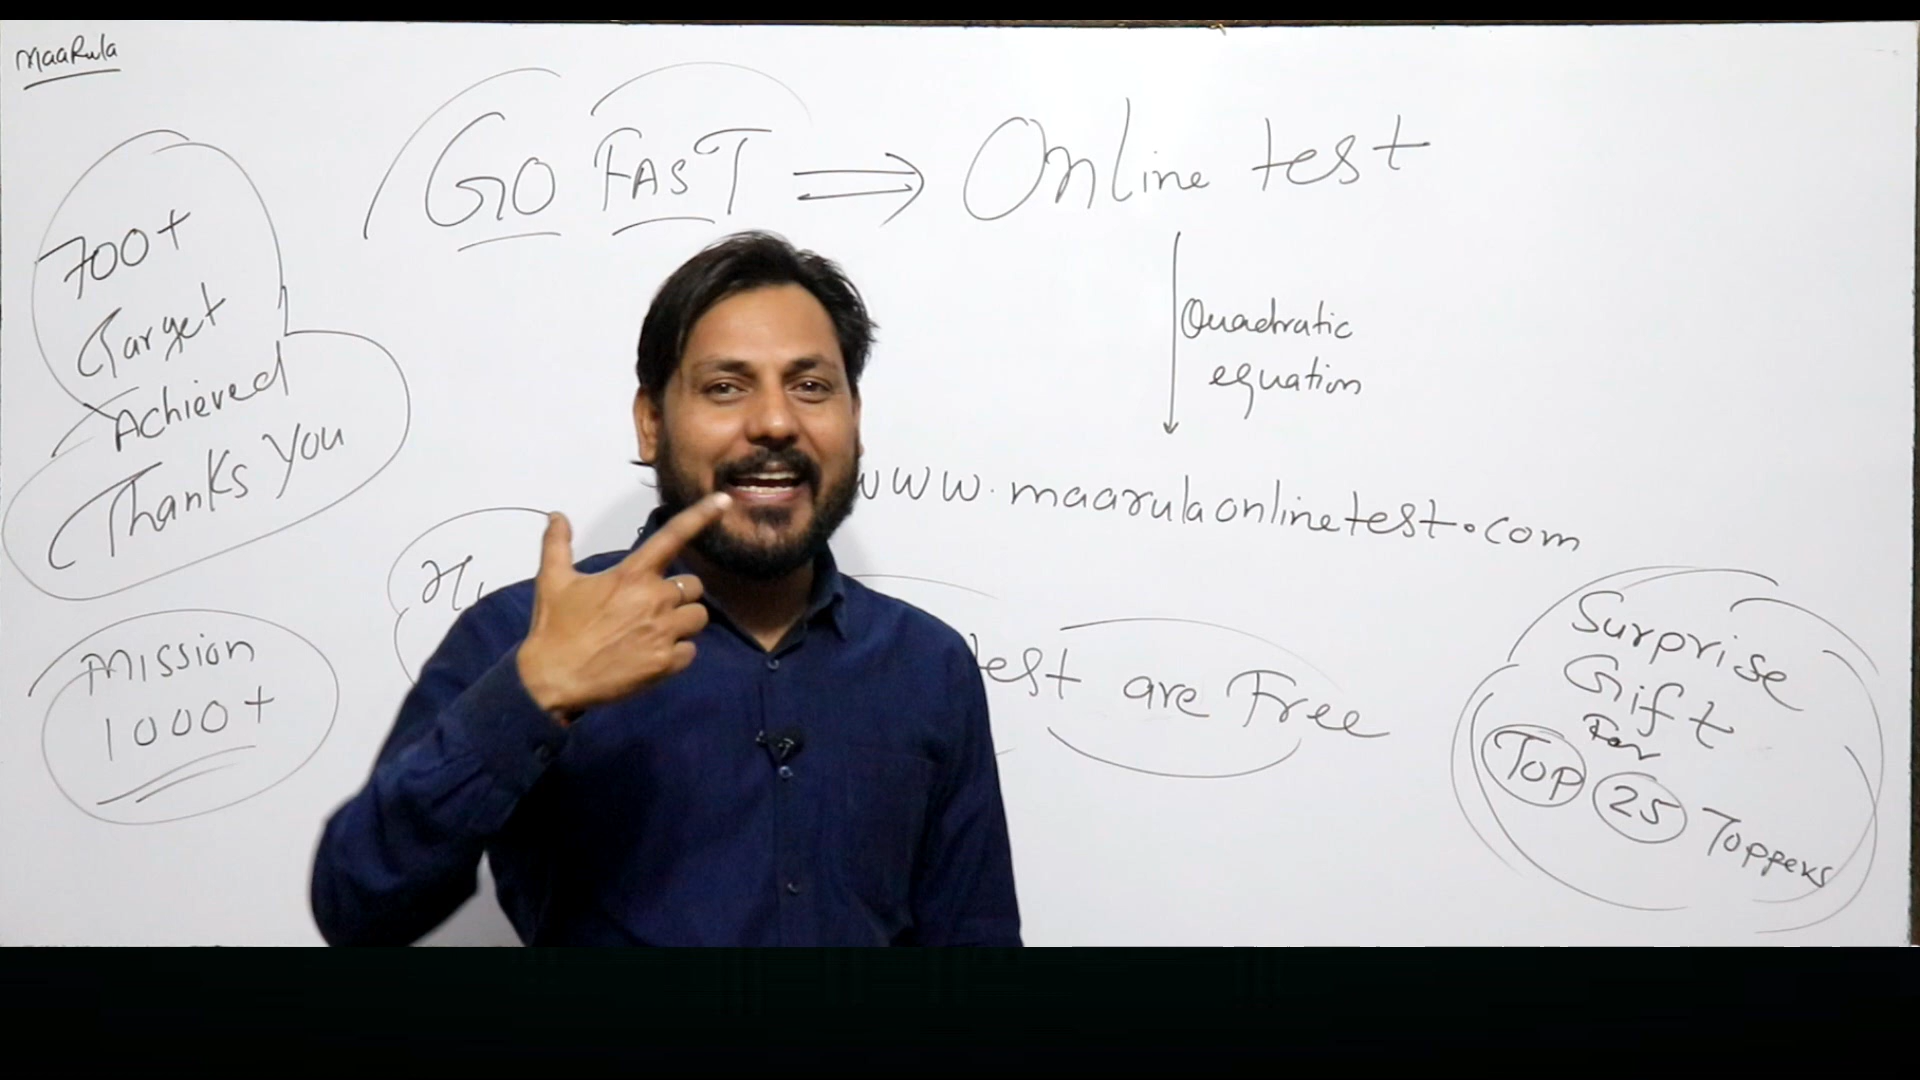 MaaRula
GO FAST ⇒ Online test
700+
Target
Achieved
Thanks You
Quadratic
equation
www.maarulaonlinetest.com
Mission
1000+
test are Free
Surprise
Gift
For
Top 25 Toppers